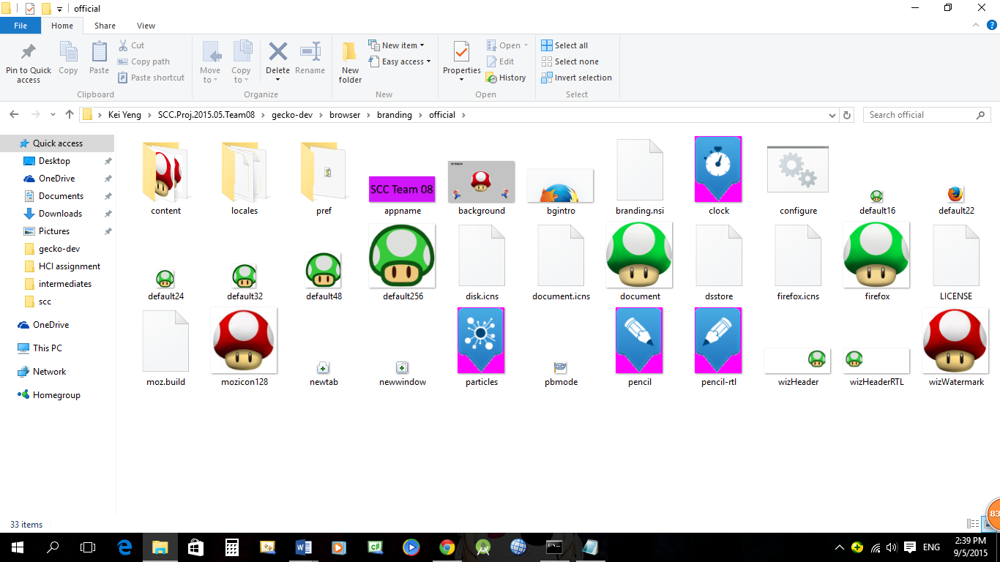 official
File Home Share View
Pin to Quick access
Copy
Paste
Cut
Copy path
Paste shortcut
Clipboard
Move to
Copy to
Delete
Rename
Organize
New folder
New item
Easy access
New
Properties
Open
Edit
History
Open
Select all
Select none
Invert selection
Select
Kei Yeng SCC.Proj.2015.05.Team08 gecko-dev browser branding official
Search official
Quick access
Desktop
OneDrive
Documents
Downloads
Pictures
gecko-dev
HCI assignment
intermediates
scc
OneDrive
This PC
Network
Homegroup
SCC Team 08
content locales pref appname background bgintro branding.nsi clock configure default16 default22
default24 default32 default48 default256 disk.icns document.icns document dsstore firefox.icns firefox LICENSE
moz.build mozicon128 newtab newwindow particles pbmode pencil pencil-rtl wizHeader wizHeaderRTL wizWatermark
33 items
83
ENG
2:39 PM
9/5/2015